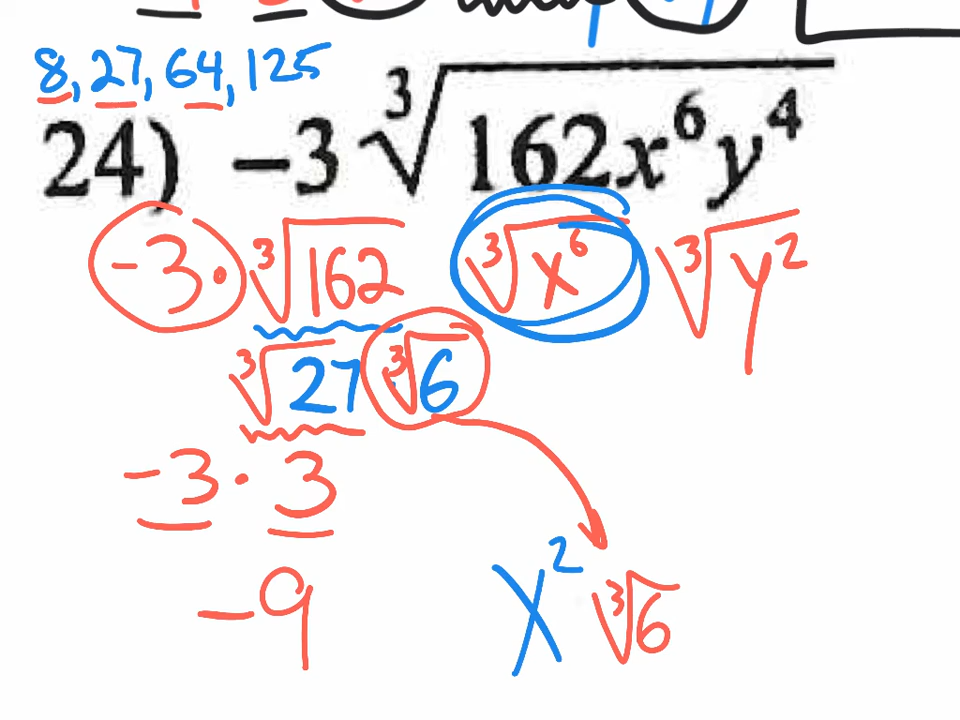 8, 27, 64, 125
24) -3∛162x⁶y⁴
-3 · ∛162 ∛x⁶ ∛y²
∛27 · ∛6
-3 · 3
-9 x² ∛6